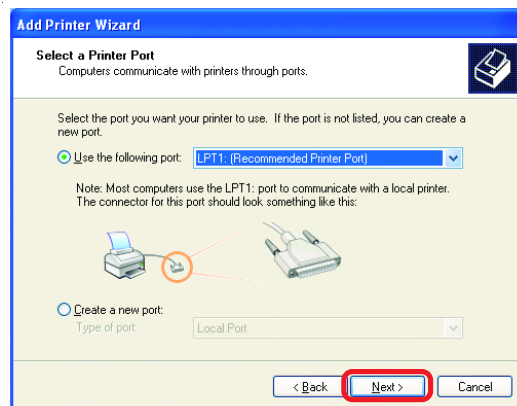 Add Printer Wizard
Select a Printer Port
Computers communicate with printers through ports.
Select the port you want your printer to use. If the port is not listed, you can create a
new port.
Use the following port: LPT1: (Recommended Printer Port)
Note: Most computers use the LPT1: port to communicate with a local printer.
The connector for this port should look something like this:
Create a new port:
Type of port: Local Port
< Back Next > Cancel